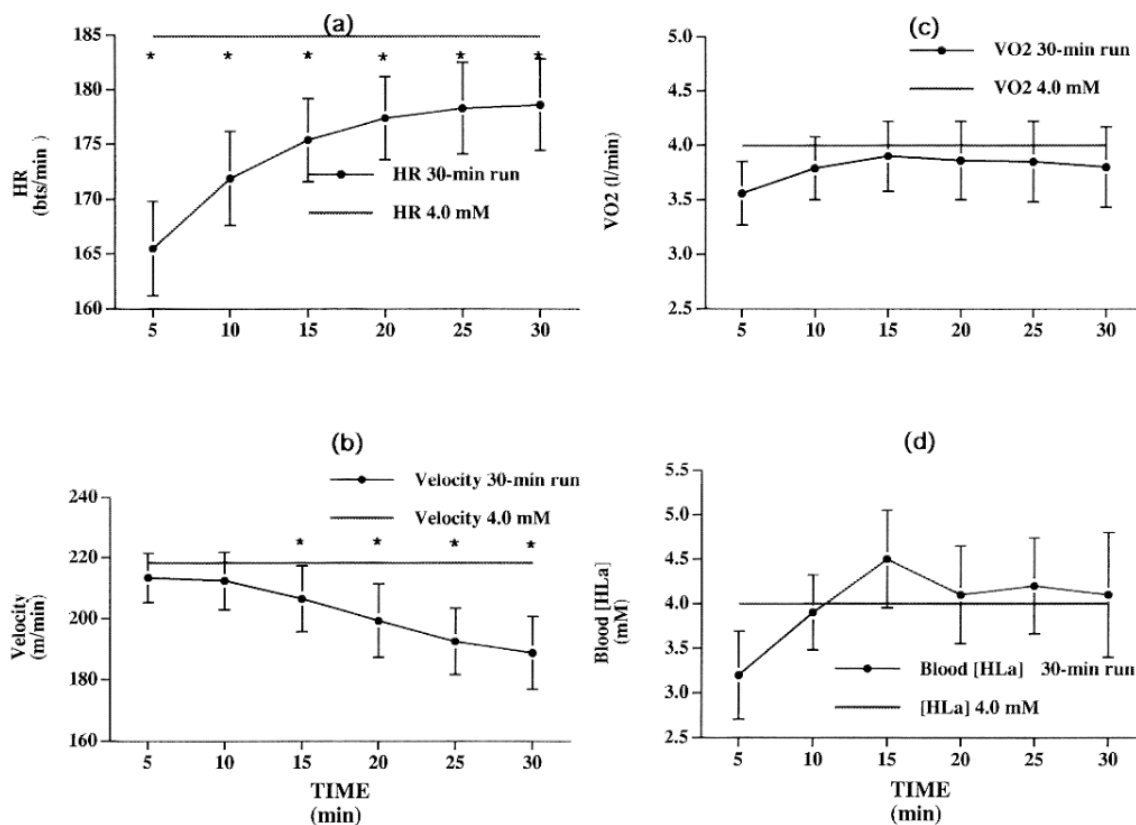 (a)
185
* * * * * *
180
175
170
165
160
HR
(bts/min)
HR 30-min run
HR 4.0 mM
5 10 15 20 25 30
(c)
5.0
4.5
4.0
3.5
3.0
2.5
VO2 (l/min)
VO2 30-min run
VO2 4.0 mM
5 10 15 20 25 30
(b)
Velocity 30-min run
Velocity 4.0 mM
* * * *
240
220
200
180
160
Velocity
(m/min)
5 10 15 20 25 30
TIME
(min)
(d)
5.5
5.0
4.5
4.0
3.5
3.0
2.5
Blood [HLa]
(mM)
Blood [HLa] 30-min run
[HLa] 4.0 mM
5 10 15 20 25 30
TIME
(min)